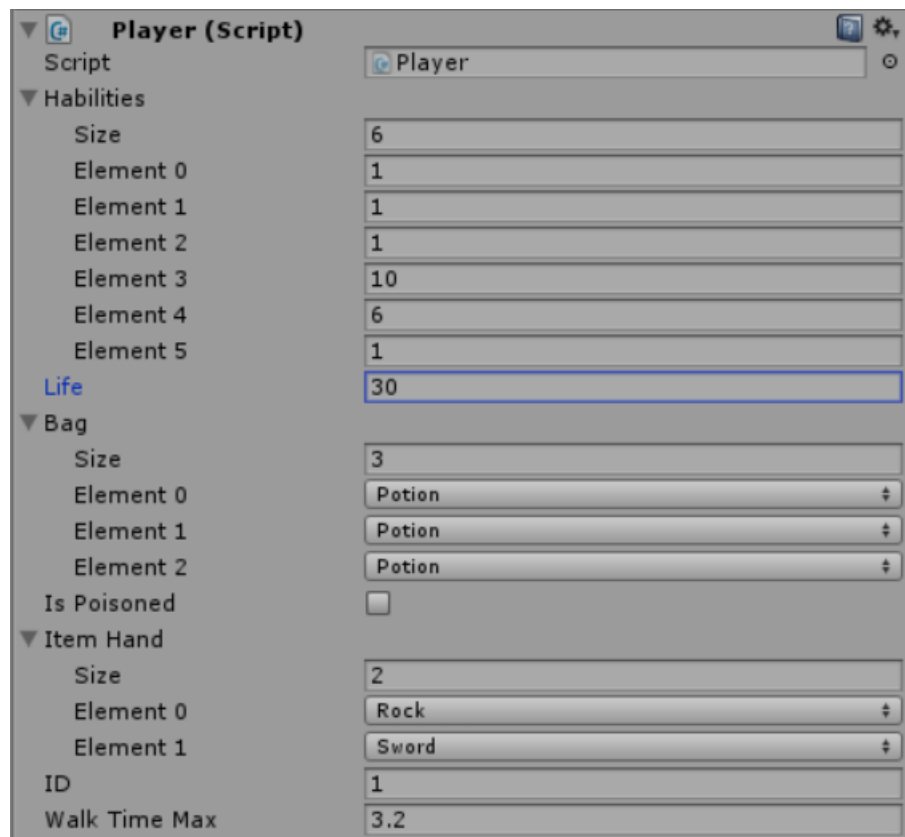 Player (Script)
Script Player
Habilities
Size 6
Element 0 1
Element 1 1
Element 2 1
Element 3 10
Element 4 6
Element 5 1
Life 30
Bag
Size 3
Element 0 Potion
Element 1 Potion
Element 2 Potion
Is Poisoned
Item Hand
Size 2
Element 0 Rock
Element 1 Sword
ID 1
Walk Time Max 3.2